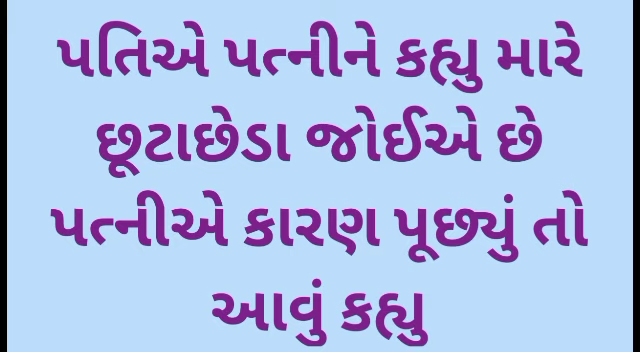 પતિએ પત્નીને કહ્યુ મારે
છૂટાછેડા જોઈએ છે
પત્નીએ કારણ પૂછ્યું તો
આવું કહ્યુ